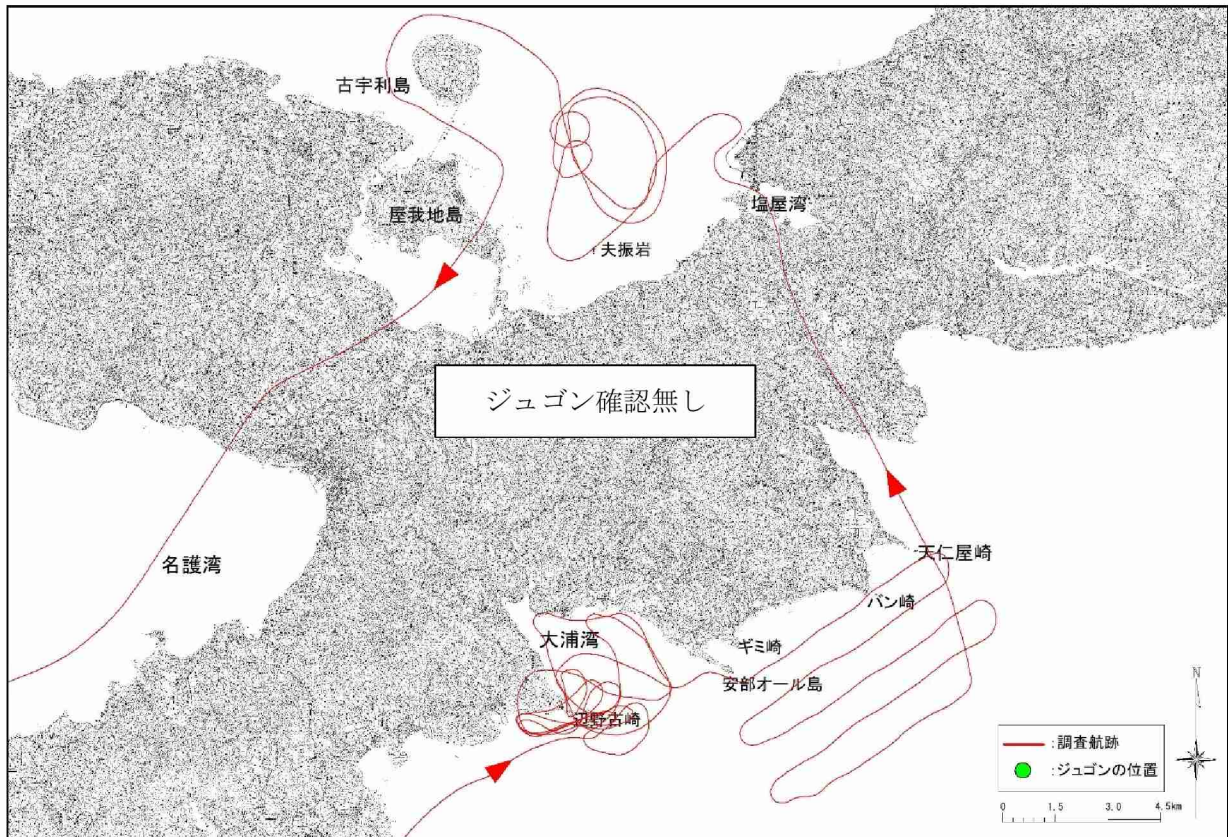 古宇利島
屋我地島
塩屋湾
夫振岩
ジュゴン確認無し
名護湾
天仁屋崎
バン崎
大浦湾
ギミ崎
安部オール島
辺野古崎
N
:調査航跡
:ジュゴンの位置
0 1.5 3.0 4.5km